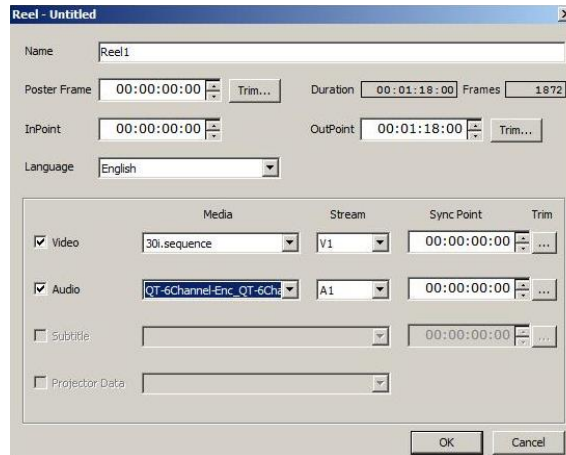 Reel - Untitled
Name Reel1
Poster Frame 00:00:00:00 Trim... Duration 00:01:18:00 Frames 1872
InPoint 00:00:00:00 OutPoint 00:01:18:00 Trim...
Language English
Media Stream Sync Point Trim
Video 30i.sequence V1 00:00:00:00 ...
Audio QT-6Channel-Enc_QT-6Cha A1 00:00:00:00 ...
Subtitle 00:00:00:00 ...
Projector Data
OK Cancel